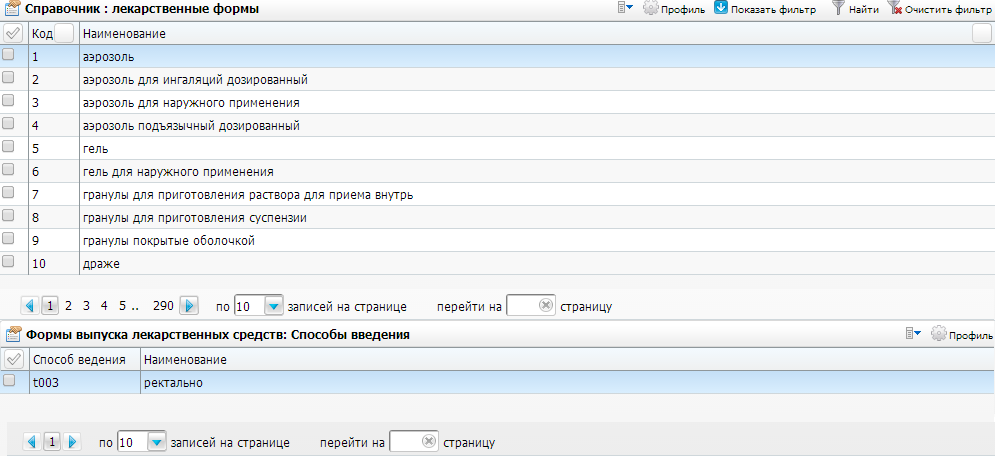 Справочник : лекарственные формы Профиль Показать фильтр Найти Очистить фильтр
Код Наименование
1 аэрозоль
2 аэрозоль для ингаляций дозированный
3 аэрозоль для наружного применения
4 аэрозоль подъязычный дозированный
5 гель
6 гель для наружного применения
7 гранулы для приготовления раствора для приема внутрь
8 гранулы для приготовления суспензии
9 гранулы покрытые оболочкой
10 драже
1 2 3 4 5 .. 290 по 10 записей на странице перейти на страницу
Формы выпуска лекарственных средств: Способы введения Профиль
Способ ведения Наименование
t003 ректально
1 по 10 записей на странице перейти на страницу